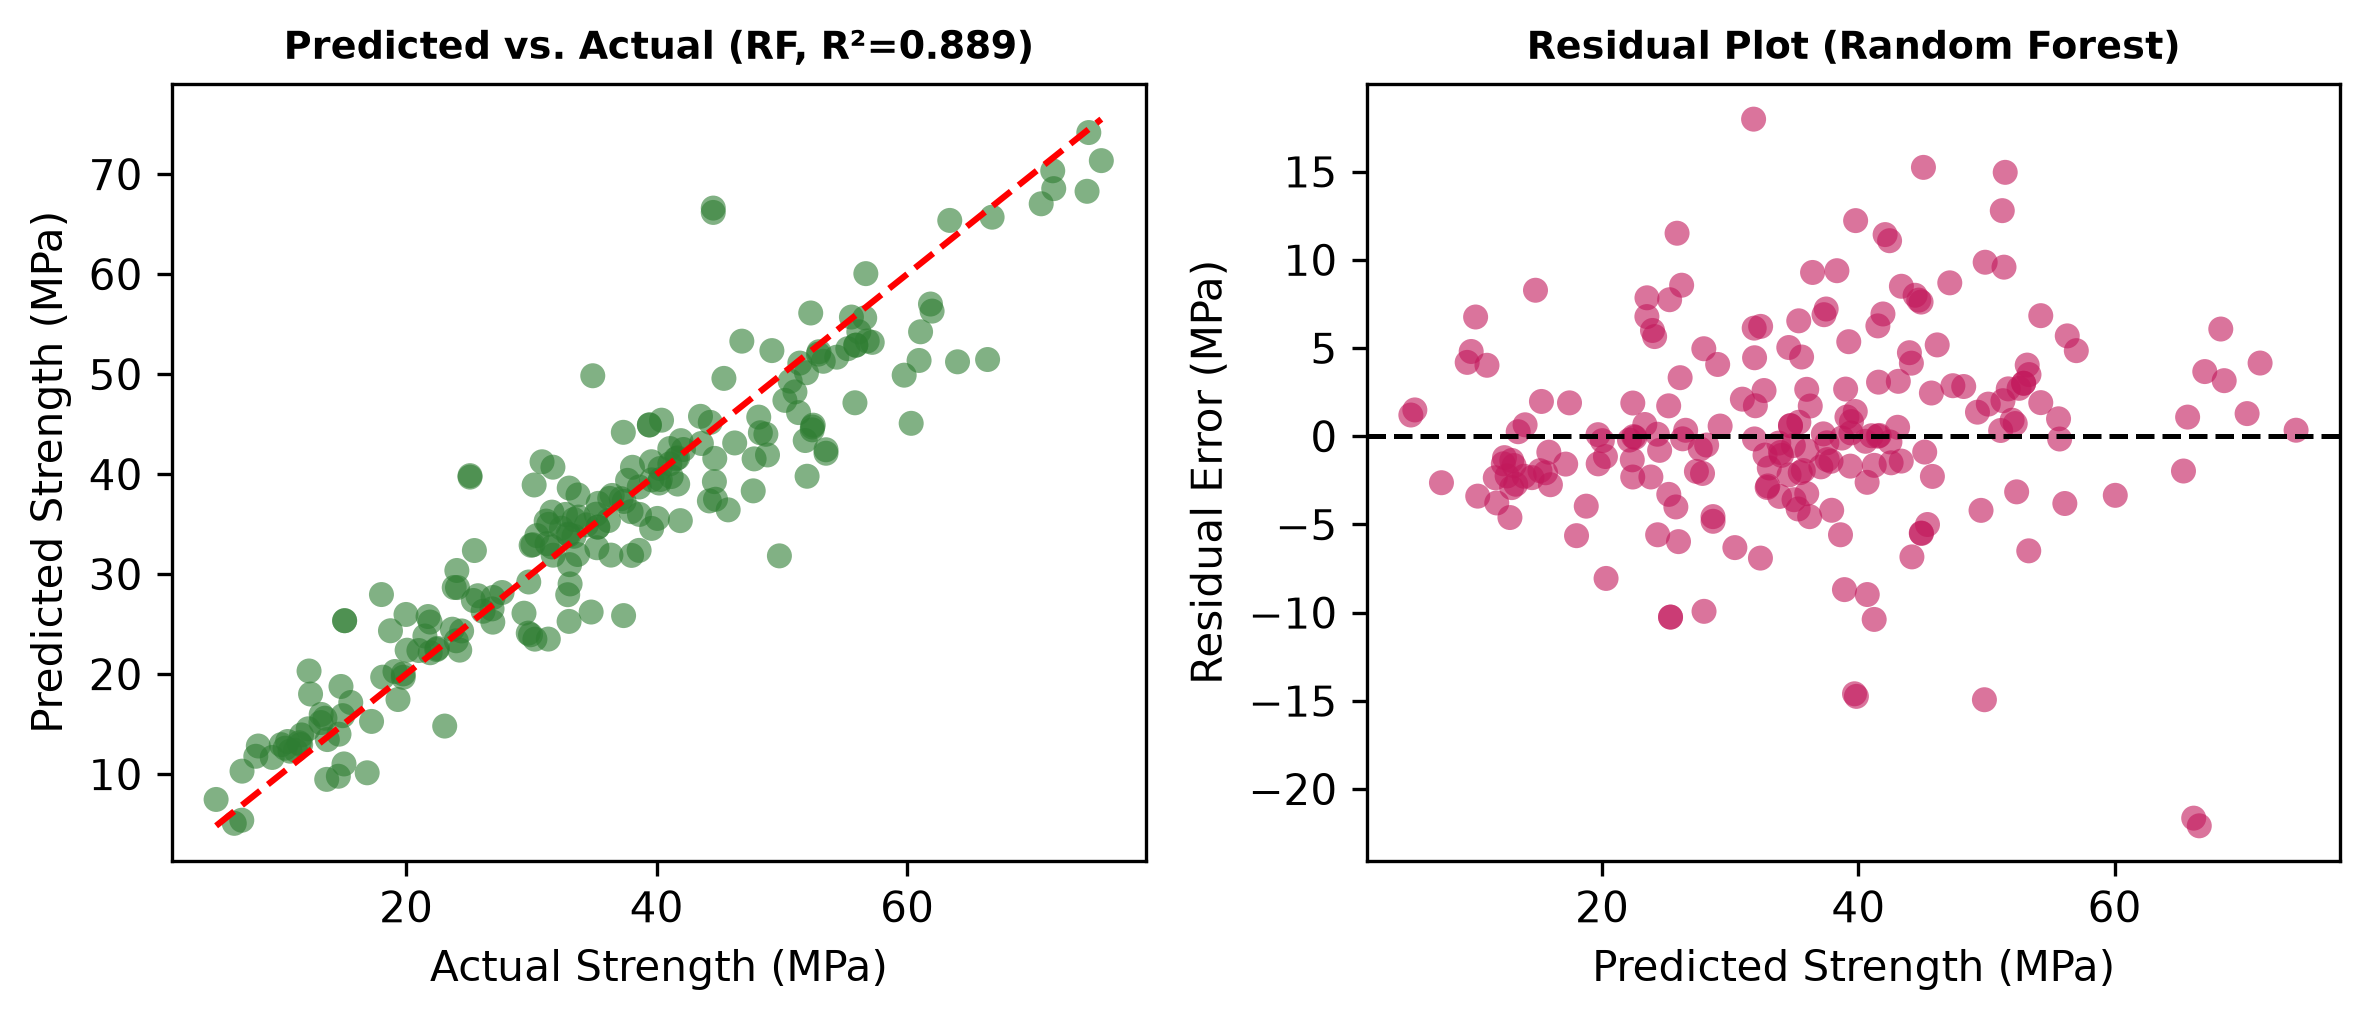 Predicted vs. Actual (RF, R²=0.889)
Predicted Strength (MPa)
70
60
50
40
30
20
10
20 40 60
Actual Strength (MPa)
Residual Plot (Random Forest)
Residual Error (MPa)
15
10
5
0
−5
−10
−15
−20
20 40 60
Predicted Strength (MPa)